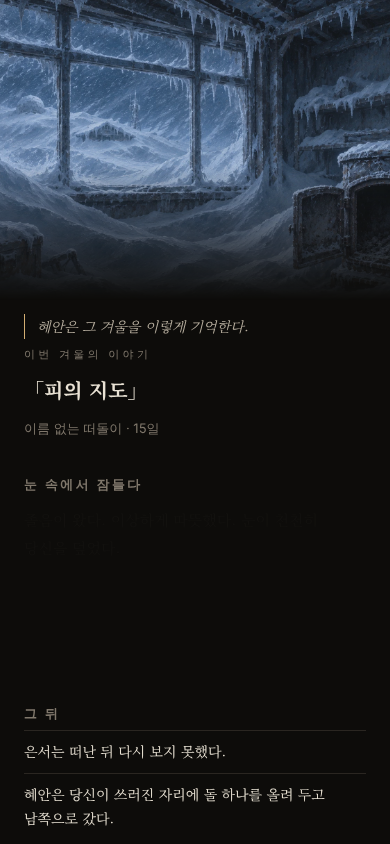 혜안은 그 겨울을 이렇게 기억한다.
이번 겨울의 이야기
「피의 지도」
이름 없는 떠돌이 · 15일
눈 속에서 잠들다
그 뒤
은서는 떠난 뒤 다시 보지 못했다.
혜안은 당신이 쓰러진 자리에 돌 하나를 올려 두고
남쪽으로 갔다.